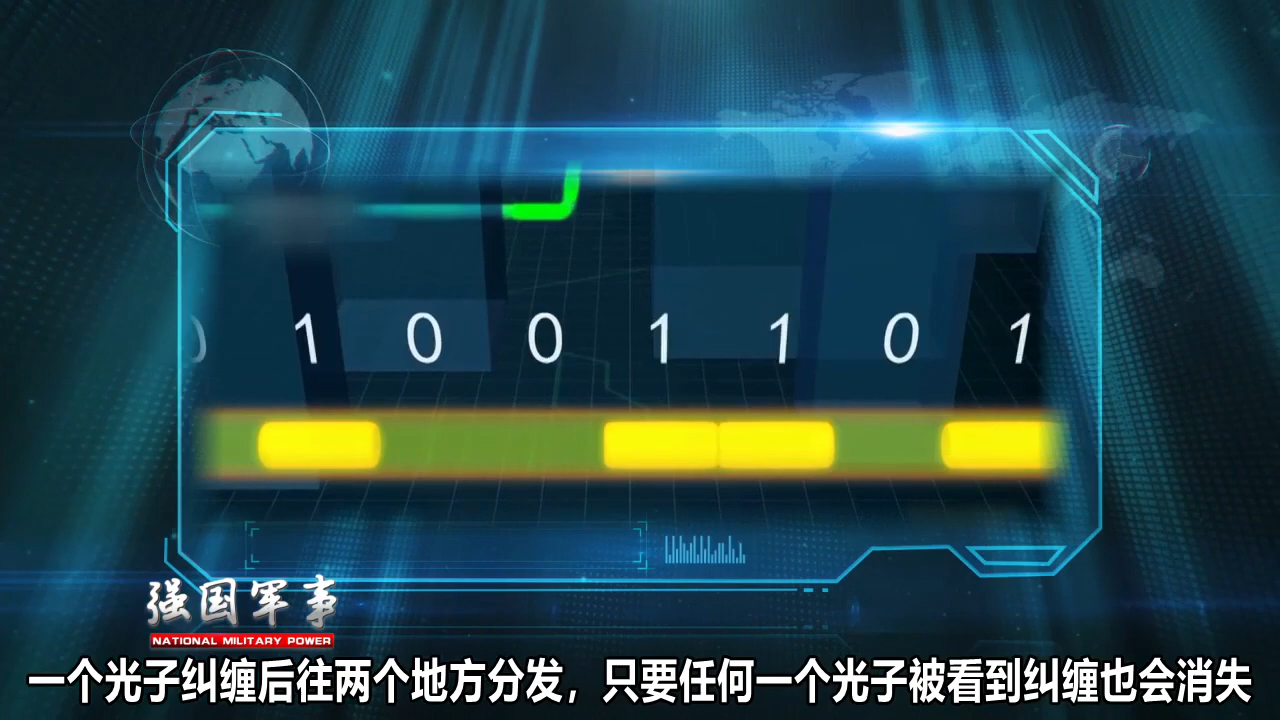 1 0 0 1 1 0 1
强国军事
NATIONAL MILITARY POWER
一个光子纠缠后往两个地方分发，只要任何一个光子被看到纠缠也会消失